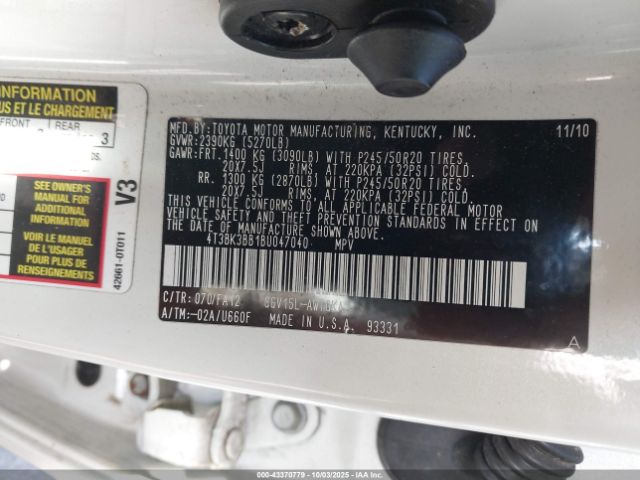 INFORMATION
US ET LE CHARGEMENT
FRONT
REAR
3
SEE OWNER'S
MANUAL FOR
ADDITIONAL
INFORMATION
VOIR LE MANUEL
DE L'USAGER
POUR PLUS DE
RENSEIGNEMENTS
V3
42661-0T011
MFD.BY:TOYOTA MOTOR MANUFACTURING, KENTUCKY, INC. 11/10
GVWR:2390KG (5270LB)
GAWR:FRT.1400 KG (3090LB) WITH P245/50R20 TIRES
20X7.5J RIMS, AT 220KPA (32PSI) COLD.
RR. 1300 KG (2870LB) WITH P245/50R20 TIRES
20X7.5J RIMS, AT 220KPA (32PSI) COLD.
THIS VEHICLE CONFORMS TO ALL APPLICABLE FEDERAL MOTOR
VEHICLE SAFETY AND THEFT PREVENTION STANDARDS IN EFFECT ON
THE DATE OF MANUFACTURE SHOWN ABOVE.
4T3BK3BB1BU047040 MPV
C/TR: 070/FA12
A/TM:-02A/U660F MADE IN U.S.A. 93331
A
000-43370779 - 10/03/2025 - IAAI.COM